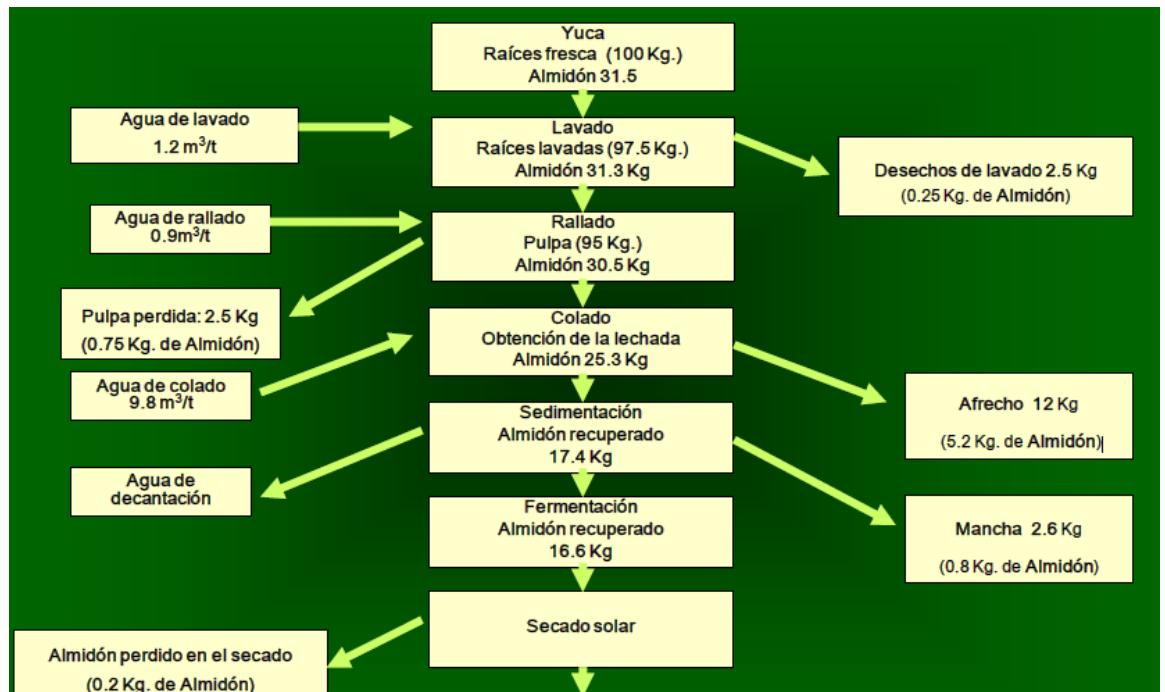 Yuca
Raíces fresca (100 Kg.)
Almidón 31.5
Agua de lavado
1.2 m³/t
Lavado
Raíces lavadas (97.5 Kg.)
Almidón 31.3 Kg
Desechos de lavado 2.5 Kg
(0.25 Kg. de Almidón)
Agua de rallado
0.9m³/t
Rallado
Pulpa (95 Kg.)
Almidón 30.5 Kg
Pulpa perdida: 2.5 Kg
(0.75 Kg. de Almidón)
Colado
Obtención de la lechada
Almidón 25.3 Kg
Agua de colado
9.8 m³/t
Afrecho 12 Kg
(5.2 Kg. de Almidón)
Sedimentación
Almidón recuperado
17.4 Kg
Agua de
decantación
Mancha 2.6 Kg
(0.8 Kg. de Almidón)
Fermentación
Almidón recuperado
16.6 Kg
Secado solar
Almidón perdido en el secado
(0.2 Kg. de Almidón)